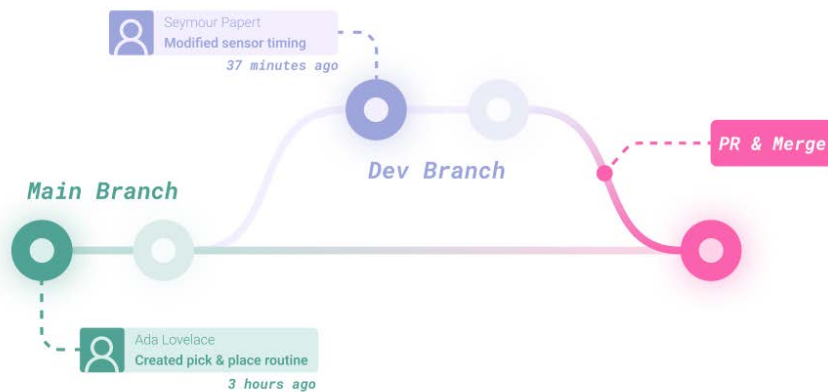 Seymour Papert
Modified sensor timing
37 minutes ago
PR & Merge
Dev Branch
Main Branch
Ada Lovelace
Created pick & place routine
3 hours ago